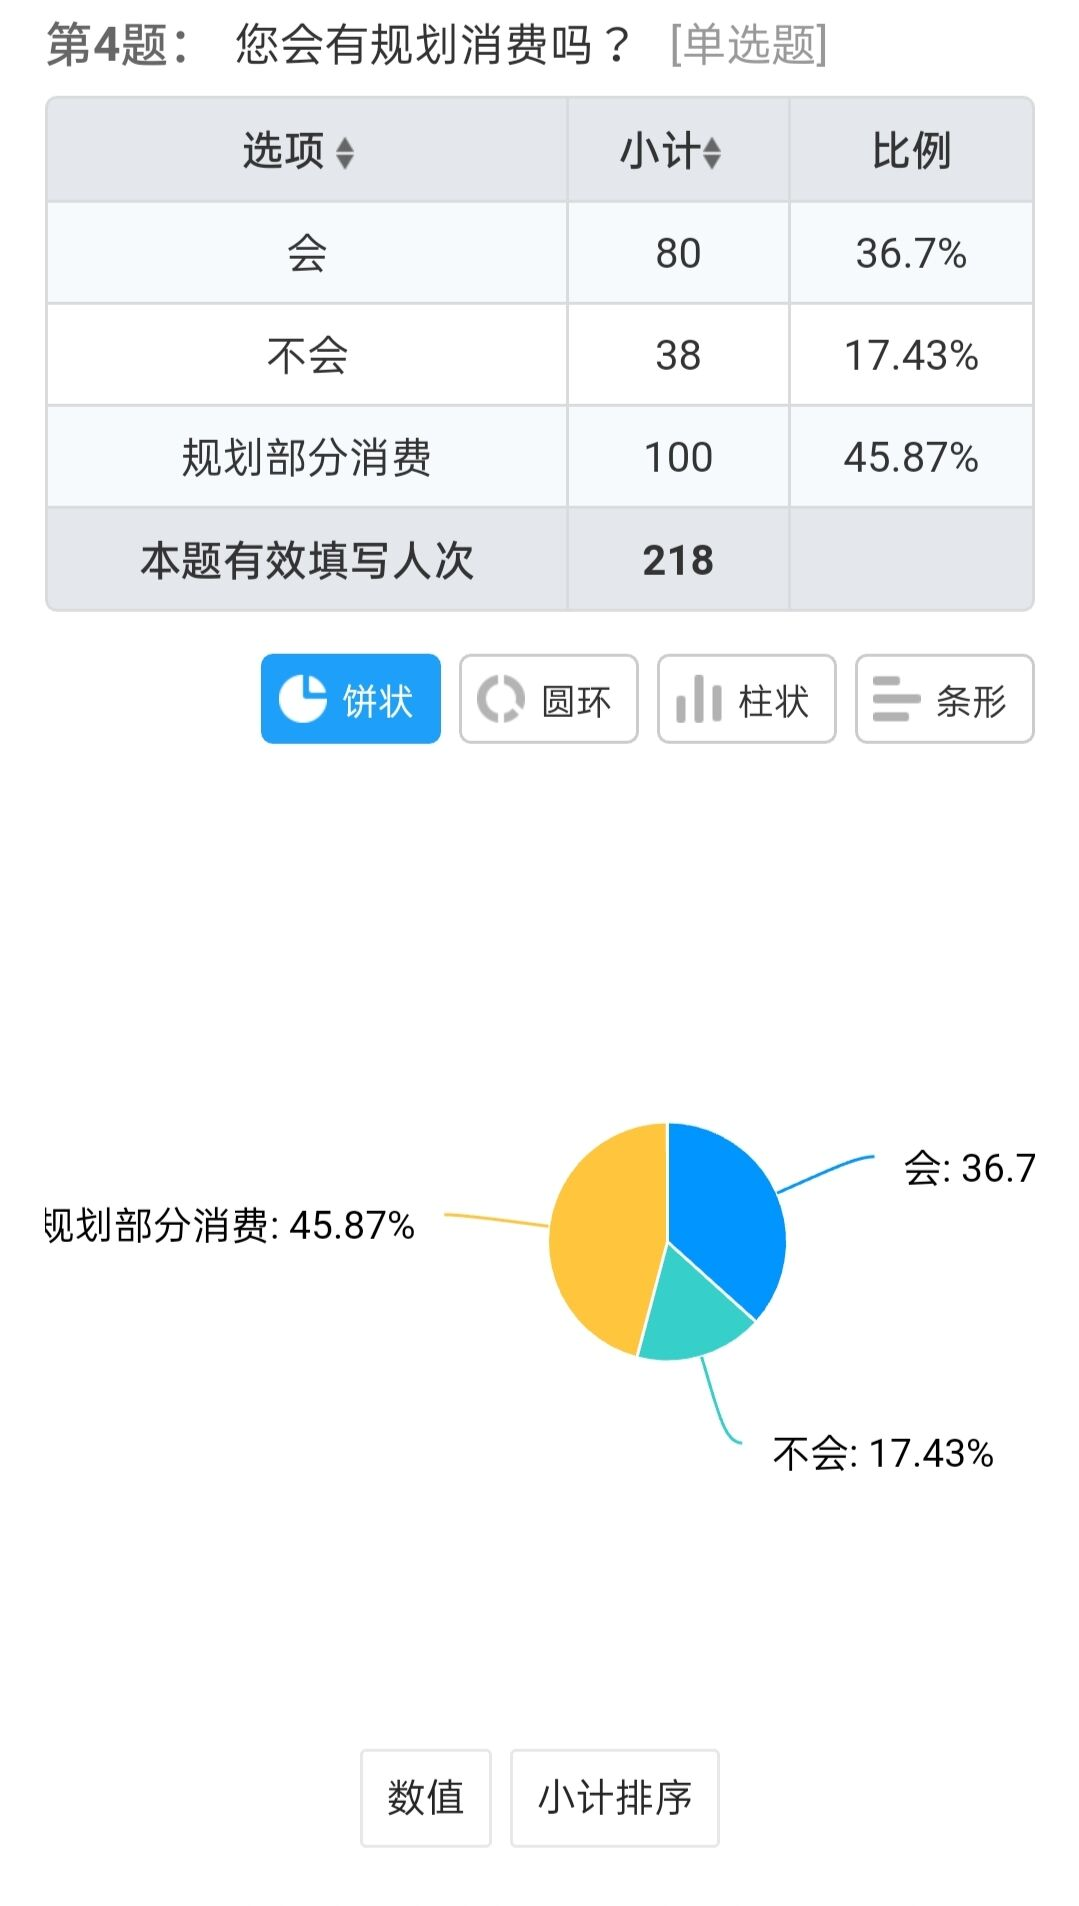 第4题： 您会有规划消费吗？ [单选题]
选项 小计 比例
会 80 36.7%
不会 38 17.43%
规划部分消费 100 45.87%
本题有效填写人次 218
饼状 圆环 柱状 条形
会: 36.7
规划部分消费: 45.87%
不会: 17.43%
数值 小计排序